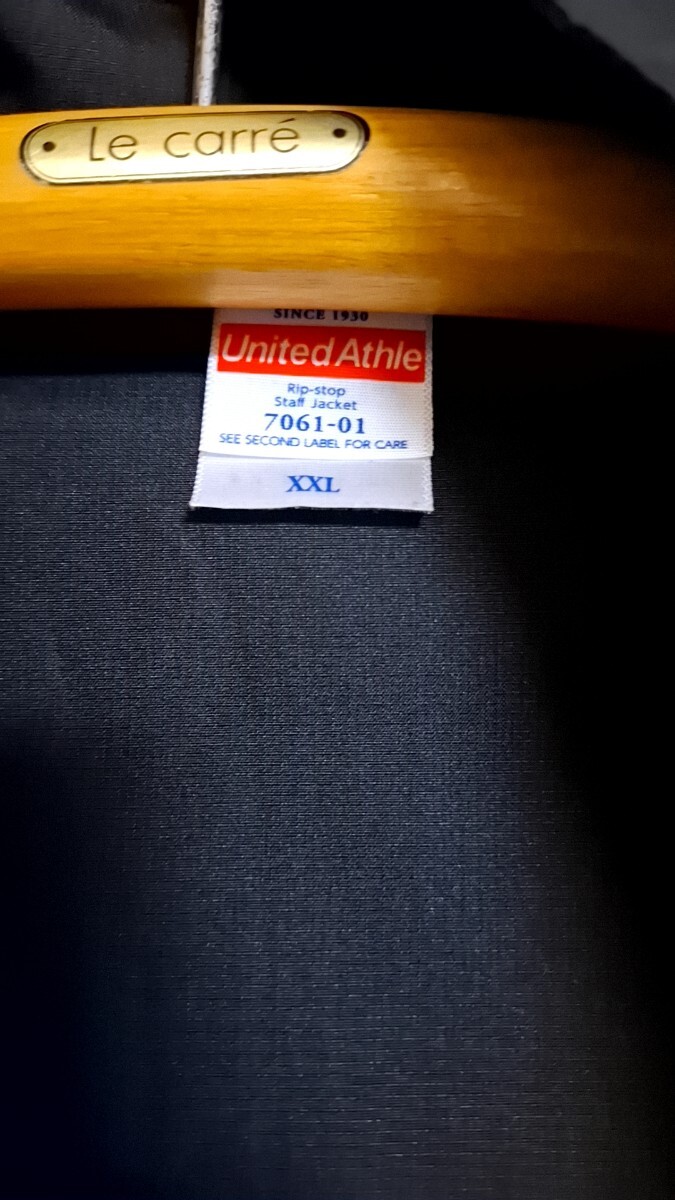 Le carré
SINCE 1930
United Athle
Rip-stop
Staff Jacket
7061-01
SEE SECOND LABEL FOR CARE
XXL